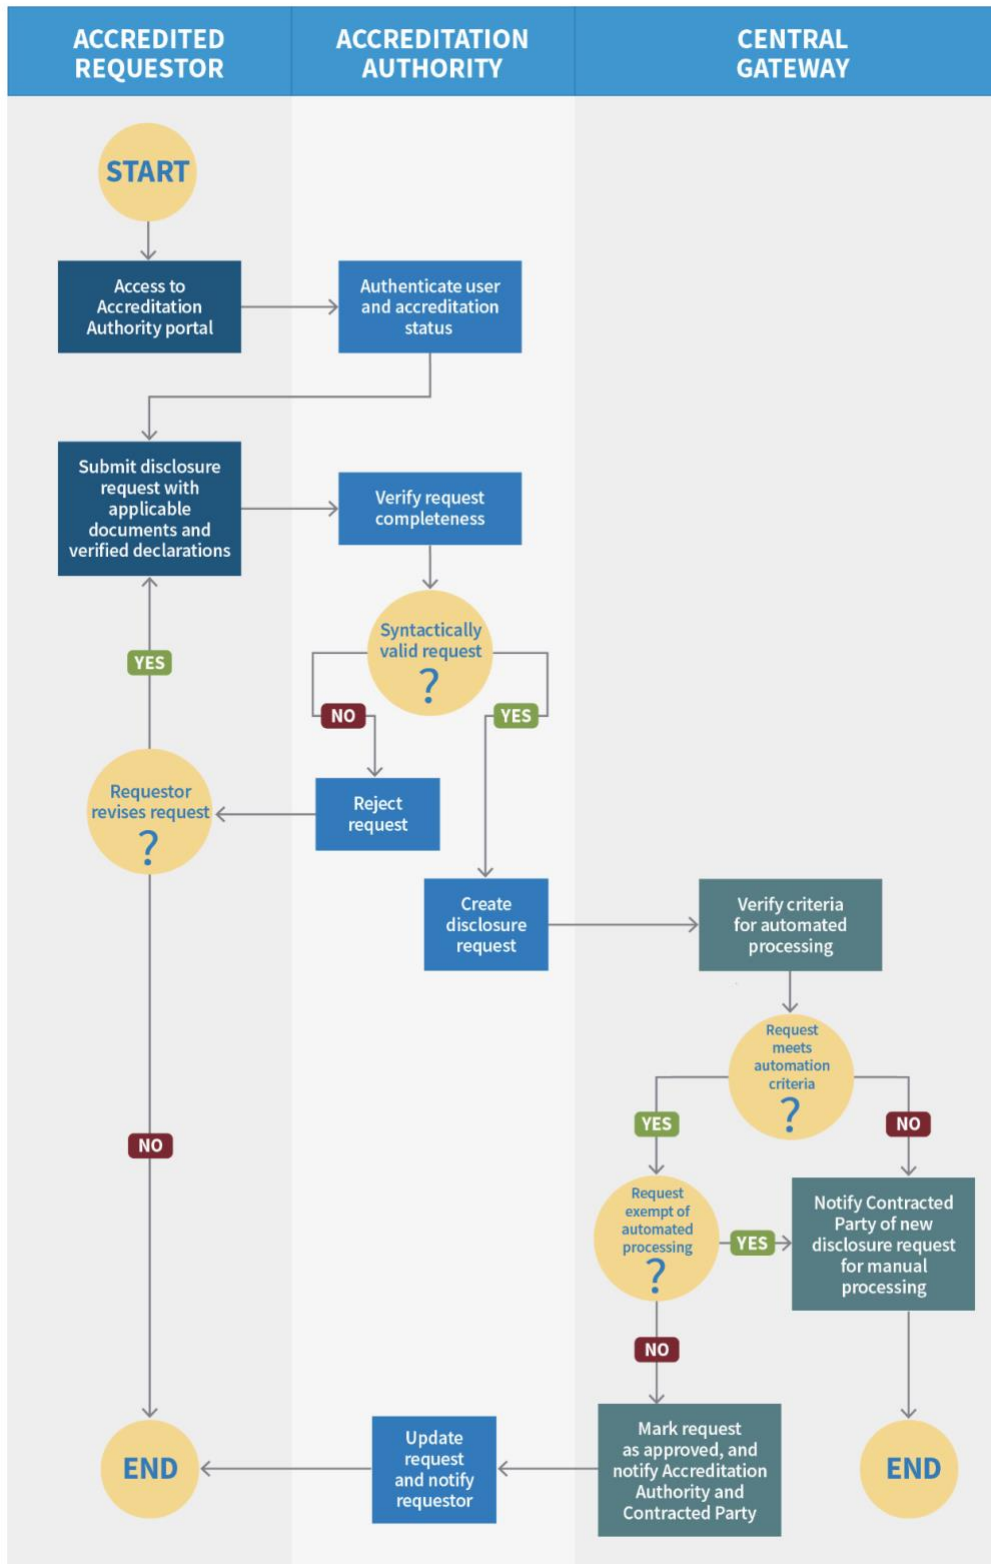 ACCREDITED
REQUESTOR
ACCREDITATION
AUTHORITY
CENTRAL
GATEWAY
START
Access to
Accreditation
Authority portal
Authenticate user
and accreditation
status
Submit disclosure
request with
applicable
documents and
verified declarations
Verify request
completeness
Syntactically
valid request
?
YES
NO
YES
Requestor
revises request
?
Reject
request
Create
disclosure
request
Verify criteria
for automated
processing
Request
meets
automation
criteria
?
YES
NO
NO
Request
exempt of
automated
processing
?
YES
Notify Contracted
Party of new
disclosure request
for manual
processing
NO
END
Update
request
and notify
requestor
Mark request
as approved, and
notify Accreditation
Authority and
Contracted Party
END